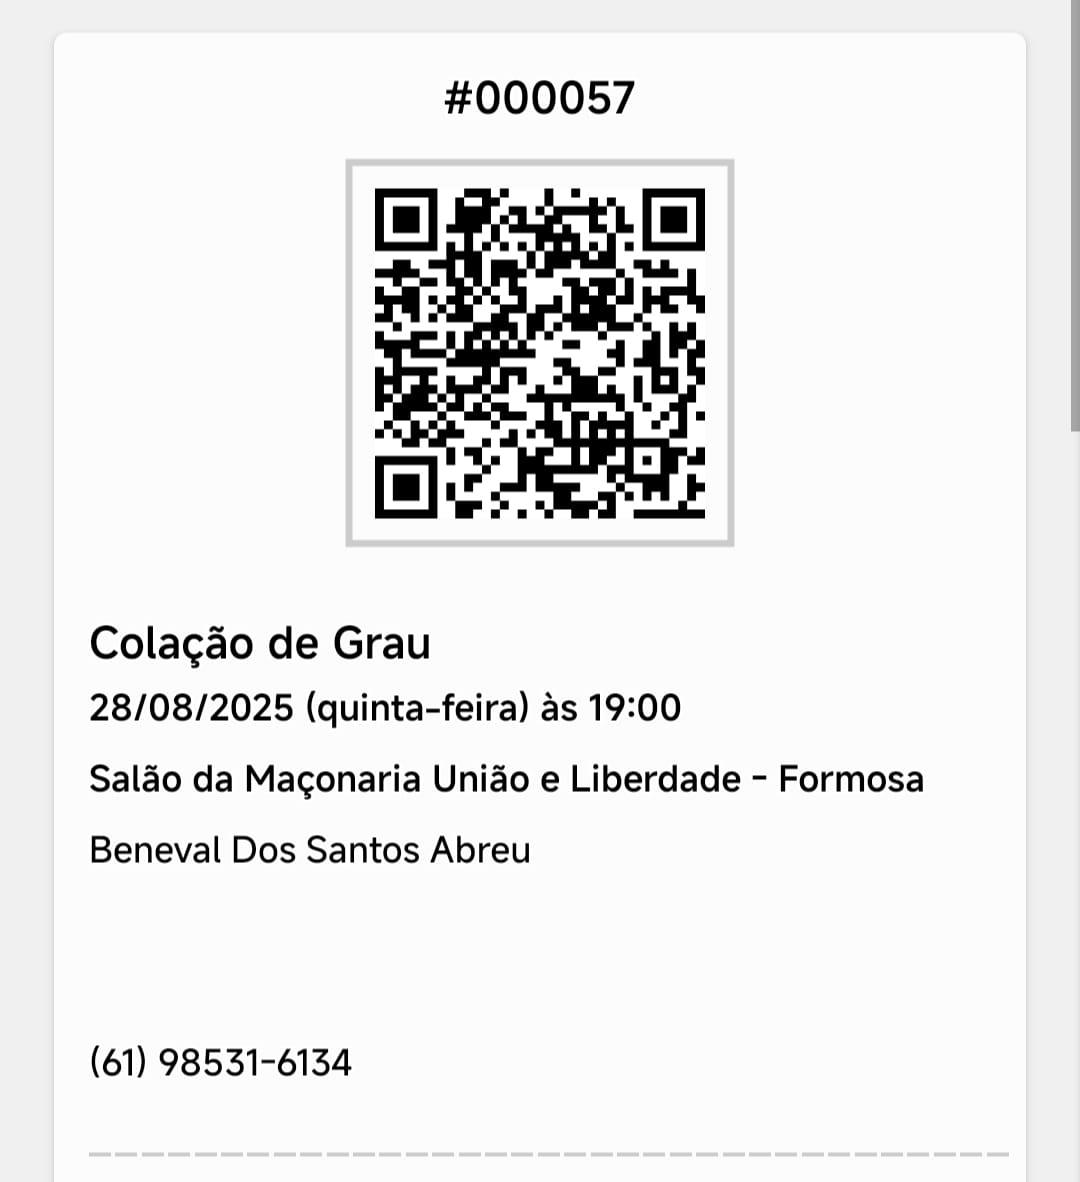 #000057
Colação de Grau
28/08/2025 (quinta-feira) às 19:00
Salão da Maçonaria União e Liberdade - Formosa
Beneval Dos Santos Abreu
(61) 98531-6134